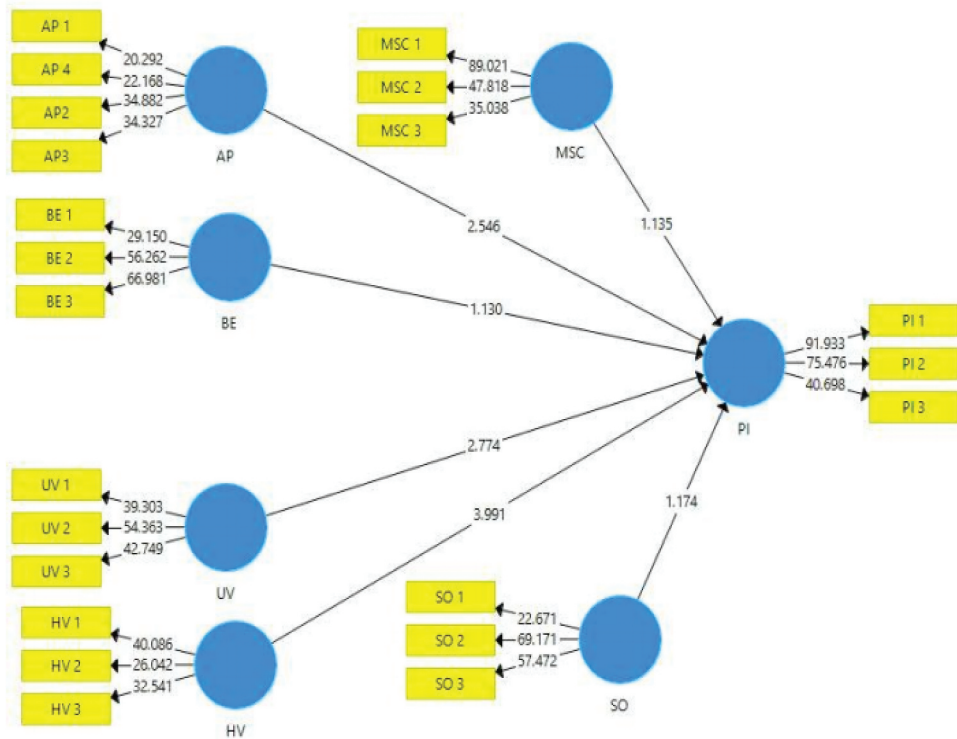 AP 1
AP 4
AP2
AP3
20.292
22.168
34.882
34.327
AP
MSC 1
MSC 2
MSC 3
89.021
47.818
35.038
MSC
2.546
1.135
BE 1
BE 2
BE 3
29.150
56.262
66.981
BE
1.130
PI
91.933
75.476
40.698
PI 1
PI 2
PI 3
UV 1
UV 2
UV 3
39.303
54.363
42.749
UV
2.774
3.991
1.174
HV 1
HV 2
HV 3
40.086
26.042
32.541
HV
SO 1
SO 2
SO 3
22.671
69.171
57.472
SO